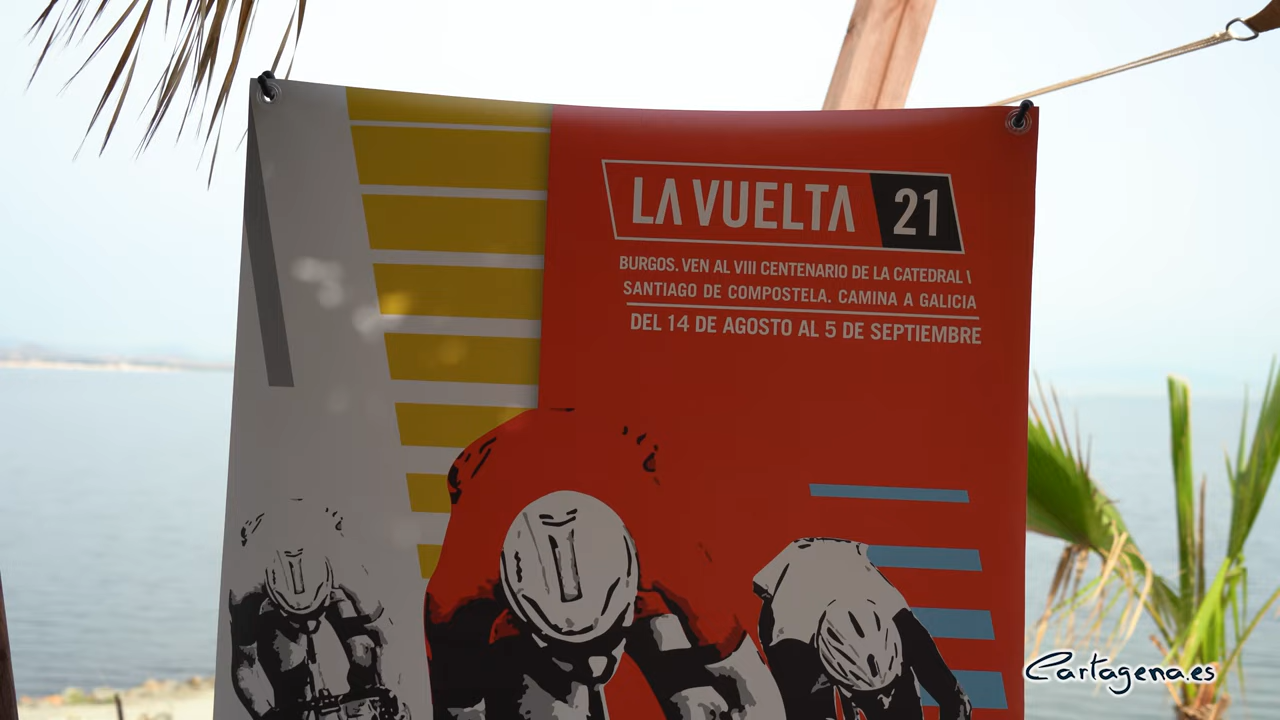 LA VUELTA 21
BURGOS. VEN AL VIII CENTENARIO DE LA CATEDRAL \
SANTIAGO DE COMPOSTELA. CAMINA A GALICIA
DEL 14 DE AGOSTO AL 5 DE SEPTIEMBRE
Cartagena.es